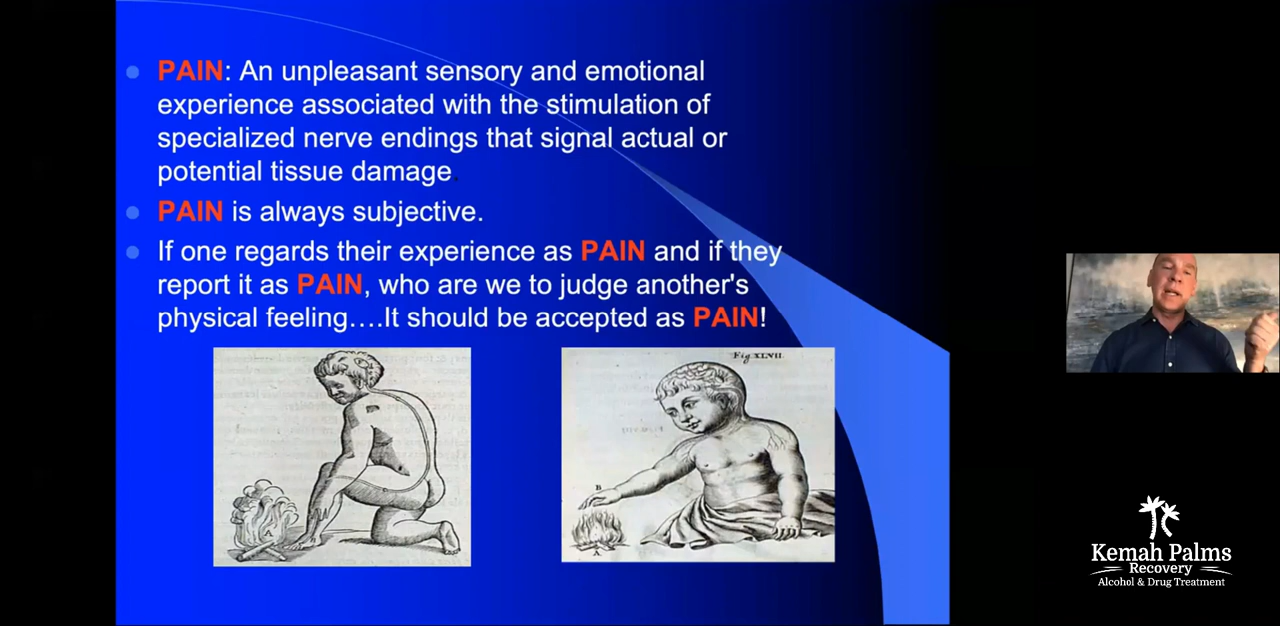 PAIN: An unpleasant sensory and emotional
experience associated with the stimulation of
specialized nerve endings that signal actual or
potential tissue damage.
PAIN is always subjective.
If one regards their experience as PAIN and if they
report it as PAIN, who are we to judge another's
physical feeling….It should be accepted as PAIN!
A
Fig. XLVII.
B
A
Kemah Palms
Recovery
Alcohol & Drug Treatment